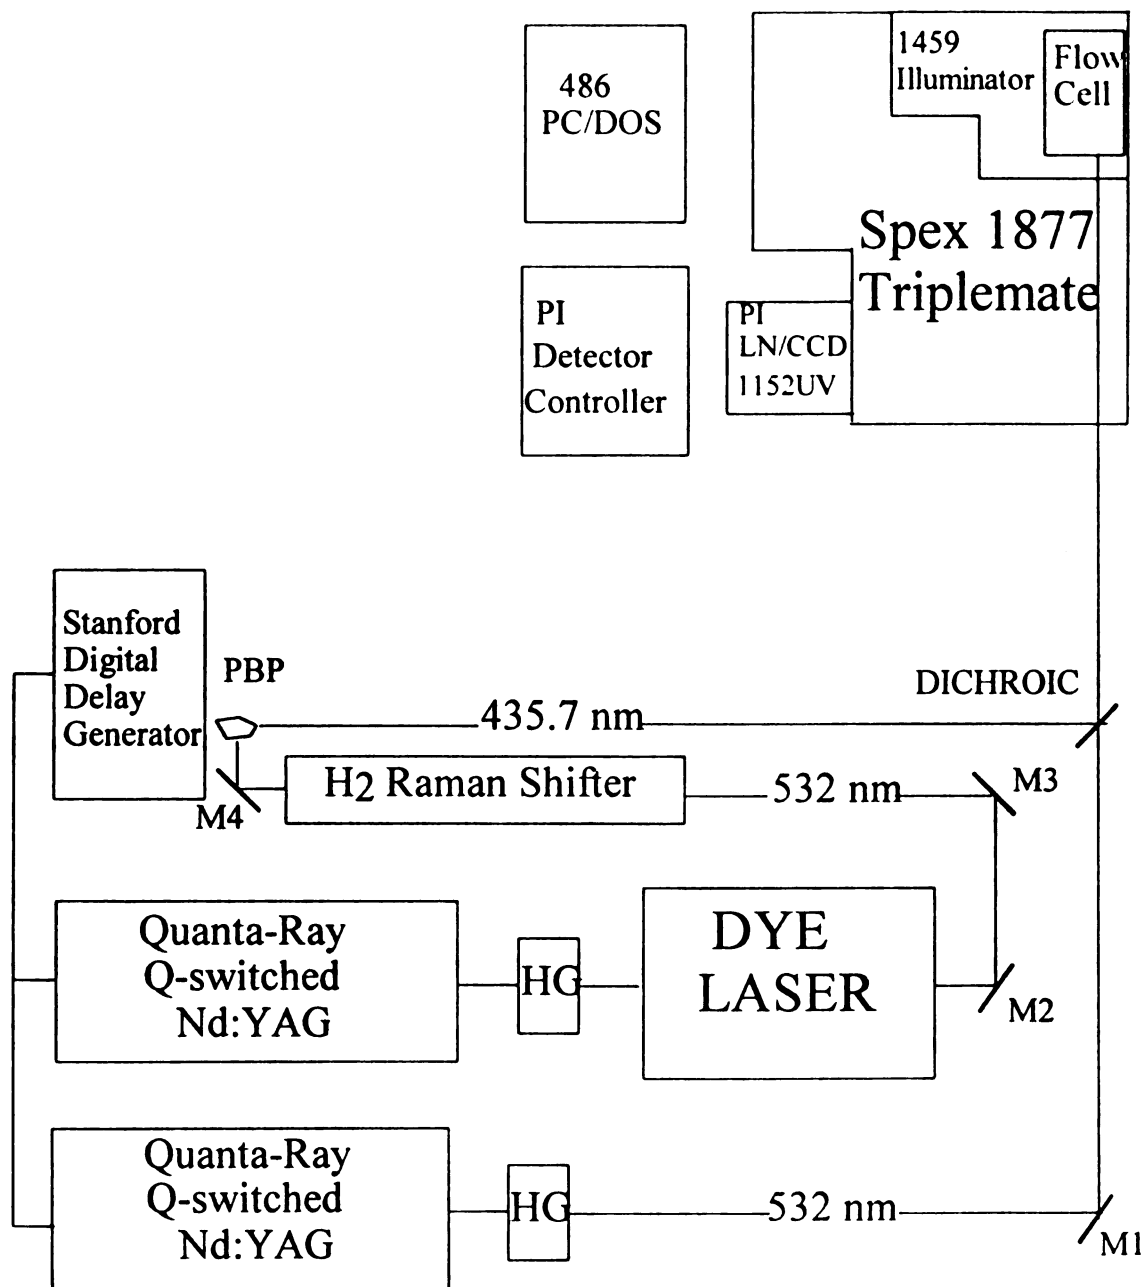 486
PC/DOS
1459
Illuminator
Flow
Cell
Spex 1877
Triplemate
PI
Detector
Controller
PI
LN/CCD
1152UV
Stanford
Digital
Delay
Generator
PBP
DICHROIC
435.7 nm
H2 Raman Shifter
532 nm
M3
M4
Quanta-Ray
Q-switched
Nd:YAG
HG
DYE
LASER
M2
Quanta-Ray
Q-switched
Nd:YAG
HG
532 nm
M1